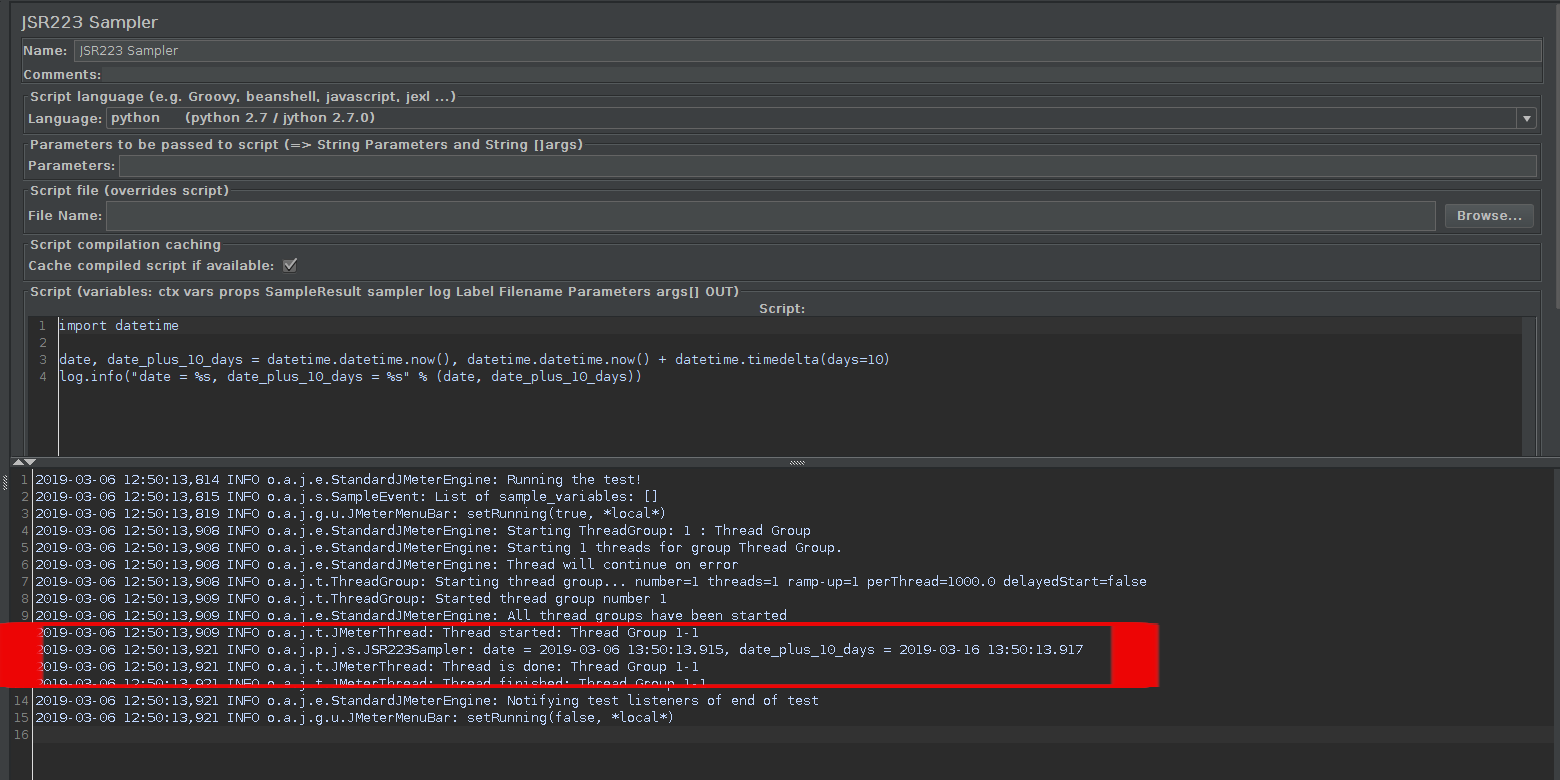 JSR223 Sampler
Name: JSR223 Sampler
Comments:
Script language (e.g. Groovy, beanshell, javascript, jexl ...)
Language: python (python 2.7 / jython 2.7.0)
Parameters to be passed to script (=> String Parameters and String []args)
Parameters:
Script file (overrides script)
File Name: Browse...
Script compilation caching
Cache compiled script if available:
Script (variables: ctx vars props SampleResult sampler log Label Filename Parameters args[] OUT)
Script:
1 import datetime
2
3 date, date_plus_10_days = datetime.datetime.now(), datetime.datetime.now() + datetime.timedelta(days=10)
4 log.info("date = %s, date_plus_10_days = %s" % (date, date_plus_10_days))
1 2019-03-06 12:50:13,814 INFO o.a.j.e.StandardJMeterEngine: Running the test!
2 2019-03-06 12:50:13,815 INFO o.a.j.s.SampleEvent: List of sample_variables: []
3 2019-03-06 12:50:13,819 INFO o.a.j.g.u.JMeterMenuBar: setRunning(true, *local*)
4 2019-03-06 12:50:13,908 INFO o.a.j.e.StandardJMeterEngine: Starting ThreadGroup: 1 : Thread Group
5 2019-03-06 12:50:13,908 INFO o.a.j.e.StandardJMeterEngine: Starting 1 threads for group Thread Group.
6 2019-03-06 12:50:13,908 INFO o.a.j.e.StandardJMeterEngine: Thread will continue on error
7 2019-03-06 12:50:13,908 INFO o.a.j.t.ThreadGroup: Starting thread group... number=1 threads=1 ramp-up=1 perThread=1000.0 delayedStart=false
8 2019-03-06 12:50:13,909 INFO o.a.j.t.ThreadGroup: Started thread group number 1
9 2019-03-06 12:50:13,909 INFO o.a.j.e.StandardJMeterEngine: All thread groups have been started
2019-03-06 12:50:13,909 INFO o.a.j.t.JMeterThread: Thread started: Thread Group 1-1
2019-03-06 12:50:13,921 INFO o.a.j.p.j.s.JSR223Sampler: date = 2019-03-06 13:50:13.915, date_plus_10_days = 2019-03-16 13:50:13.917
2019-03-06 12:50:13,921 INFO o.a.j.t.JMeterThread: Thread is done: Thread Group 1-1
2019-03-06 12:50:13,921 INFO o.a.j.t.JMeterThread: Thread finished: Thread Group 1-1
14 2019-03-06 12:50:13,921 INFO o.a.j.e.StandardJMeterEngine: Notifying test listeners of end of test
15 2019-03-06 12:50:13,921 INFO o.a.j.g.u.JMeterMenuBar: setRunning(false, *local*)
16